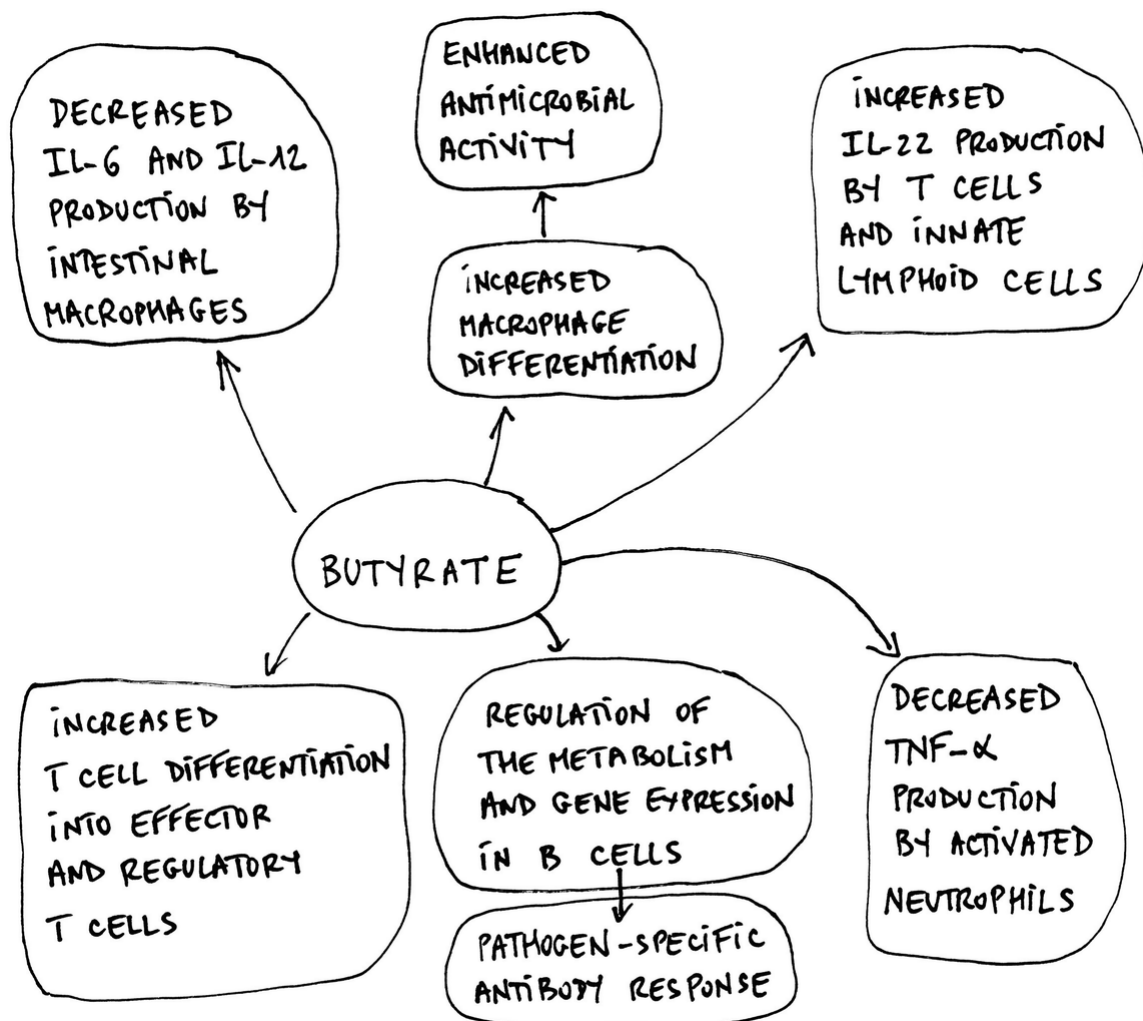 DECREASED
IL-6 AND IL-12
PRODUCTION BY
INTESTINAL
MACROPHAGES
ENHANCED
ANTIMICROBIAL
ACTIVITY
INCREASED
MACROPHAGE
DIFFERENTIATION
INCREASED
IL-22 PRODUCTION
BY T CELLS
AND INNATE
LYMPHOID CELLS
BUTYRATE
INCREASED
T CELL DIFFERENTIATION
INTO EFFECTOR
AND REGULATORY
T CELLS
REGULATION OF
THE METABOLISM
AND GENE EXPRESSION
IN B CELLS
PATHOGEN-SPECIFIC
ANTIBODY RESPONSE
DECREASED
TNF-α
PRODUCTION
BY ACTIVATED
NEUTROPHILS